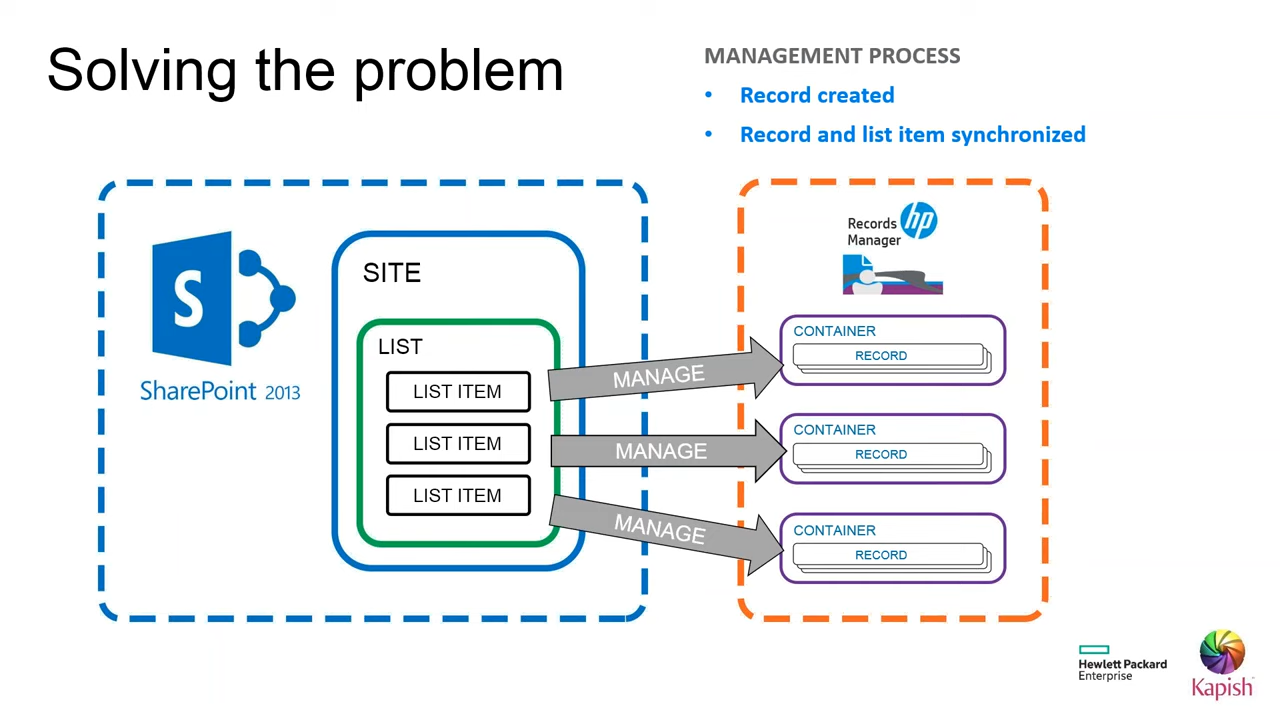 Solving the problem
MANAGEMENT PROCESS
• Record created
• Record and list item synchronized
S
SharePoint 2013
SITE
LIST
LIST ITEM
LIST ITEM
LIST ITEM
MANAGE
MANAGE
MANAGE
Records
Manager
hp
CONTAINER
RECORD
CONTAINER
RECORD
CONTAINER
RECORD
Hewlett Packard
Enterprise
Kapish